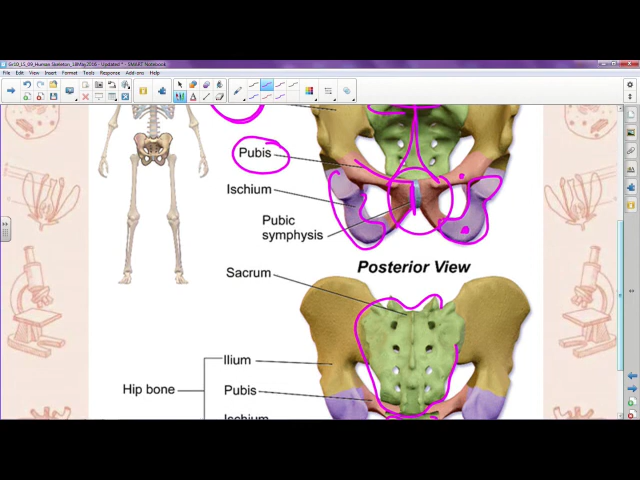 Gr10_LS_09_Human Skeleton_18May2016 - Updated * - SMART Notebook
File Edit View Insert Format Tools Response Add-ons Help
Pubis
Ischium
Pubic
symphysis
Posterior View
Sacrum
Ilium
Hip bone
Pubis
Ischium